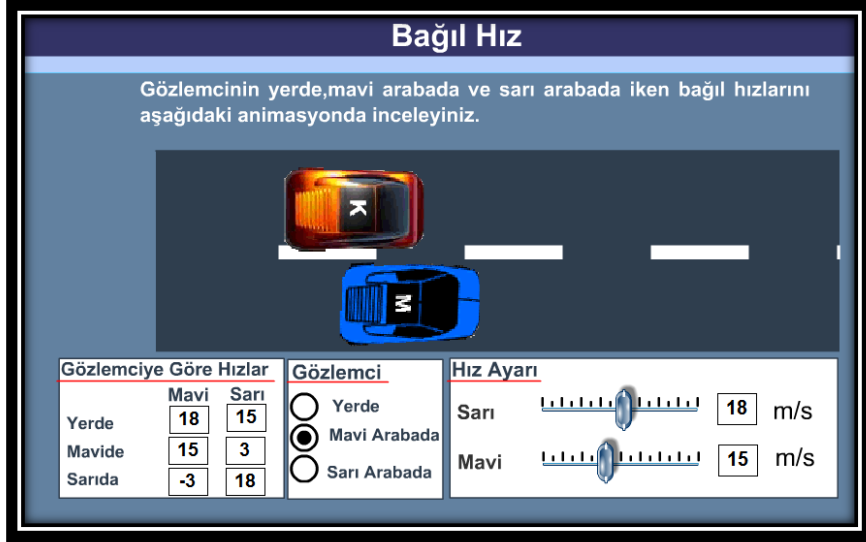 Bağıl Hız
Gözlemcinin yerde,mavi arabada ve sarı arabada iken bağıl hızlarını
aşağıdaki animasyonda inceleyiniz.
K
M
Gözlemciye Göre Hızlar
Mavi Sarı
Yerde 18 15
Mavide 15 3
Sarıda -3 18
Gözlemci
Yerde
Mavi Arabada
Sarı Arabada
Hız Ayarı
Sarı 18 m/s
Mavi 15 m/s